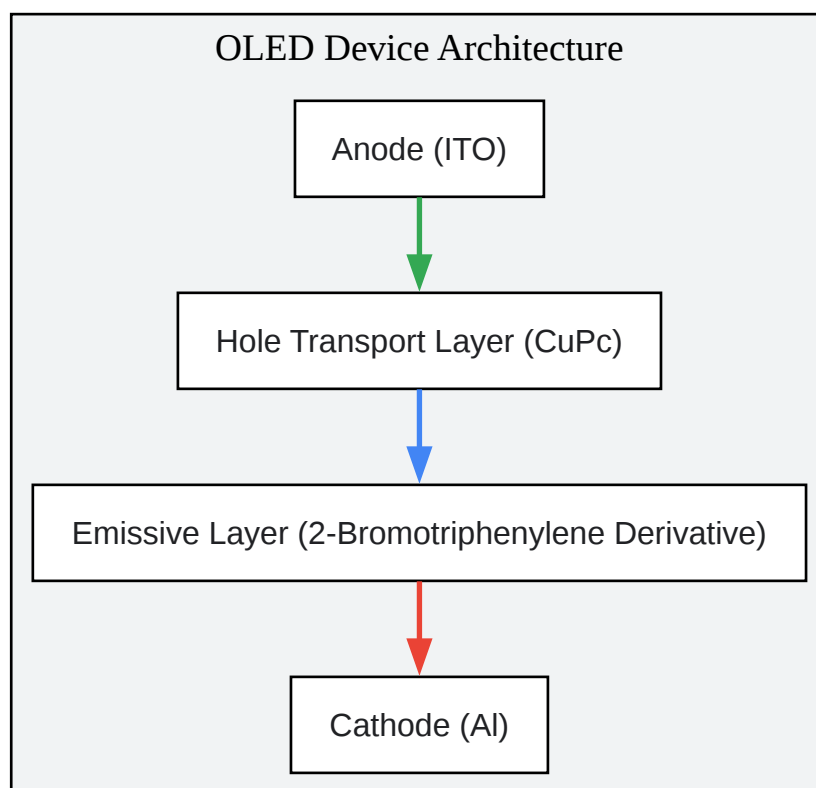 OLED Device Architecture
Anode (ITO)
Hole Transport Layer (CuPc)
Emissive Layer (2-Bromotriphenylene Derivative)
Cathode (Al)